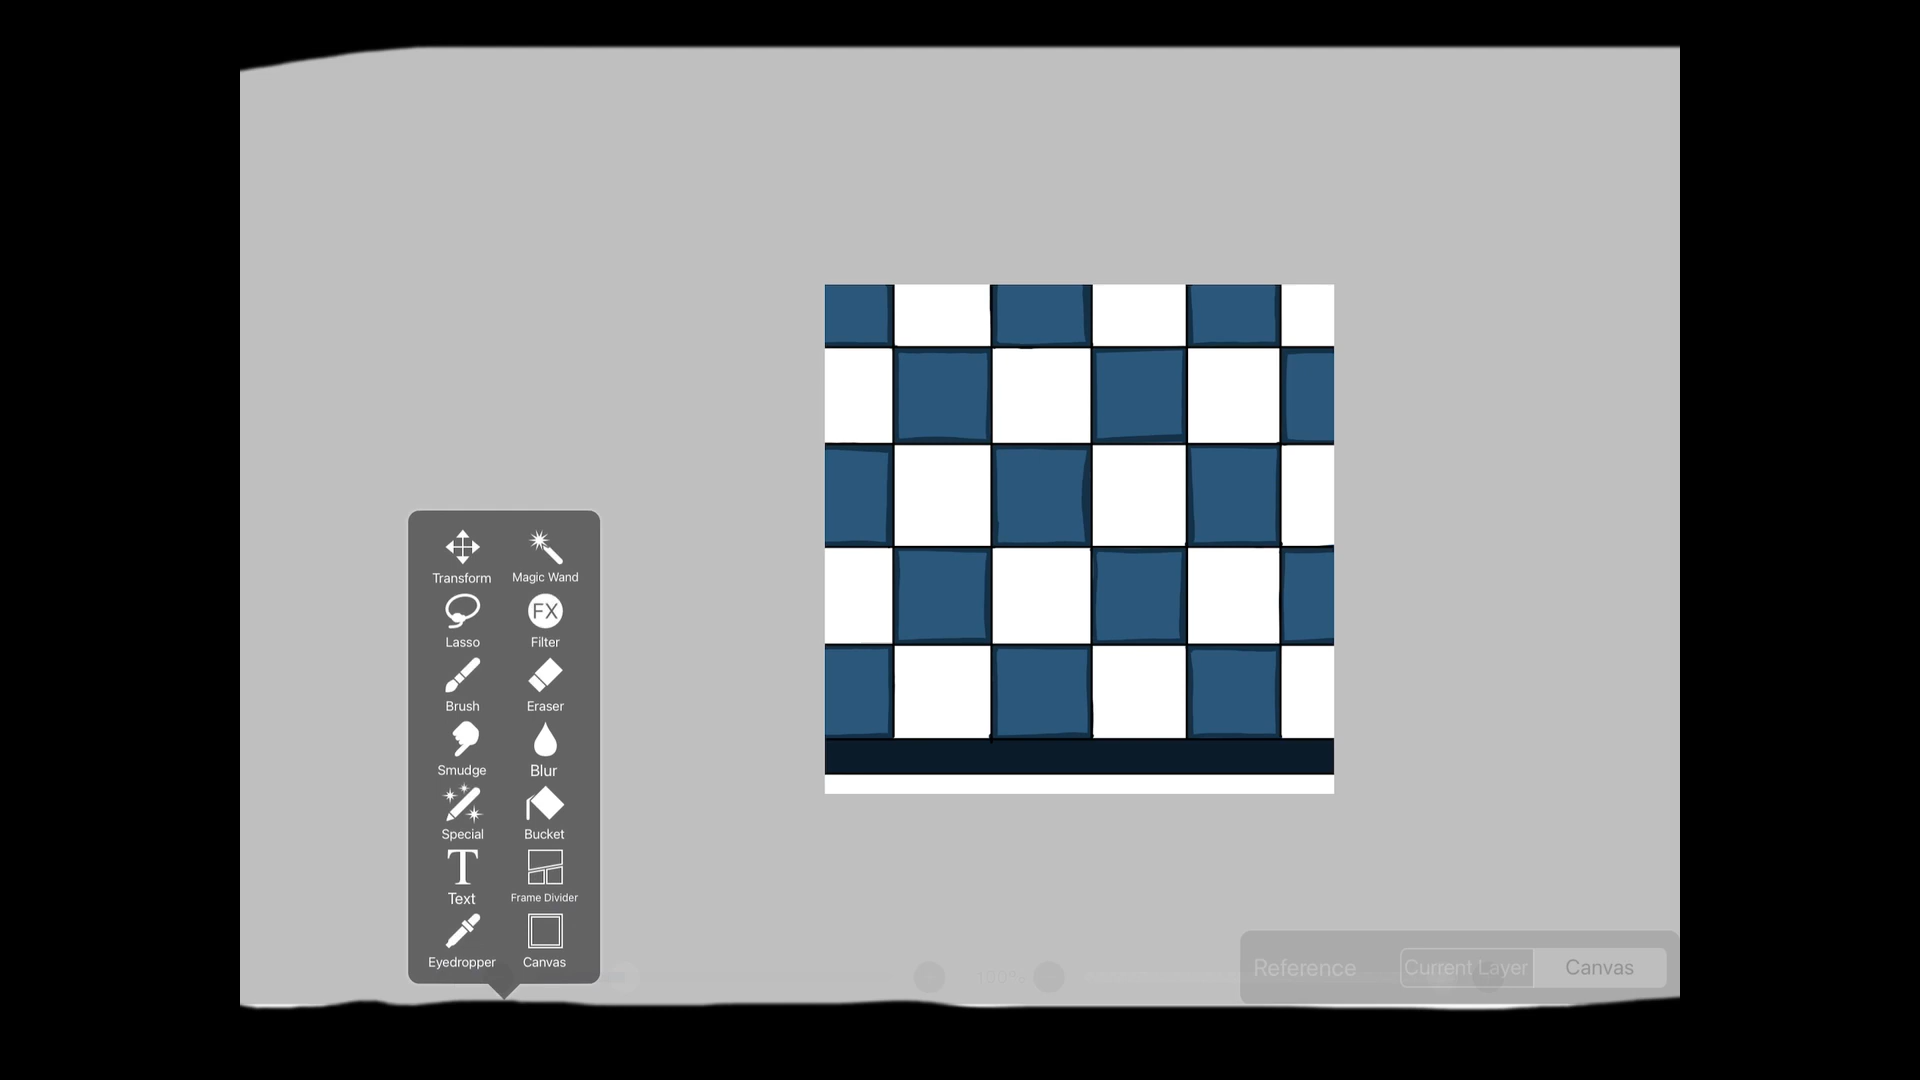 Transform Magic Wand
FX
Lasso Filter
Brush Eraser
Smudge Blur
Special Bucket
T
Text Frame Divider
Eyedropper Canvas
Reference Current Layer Canvas